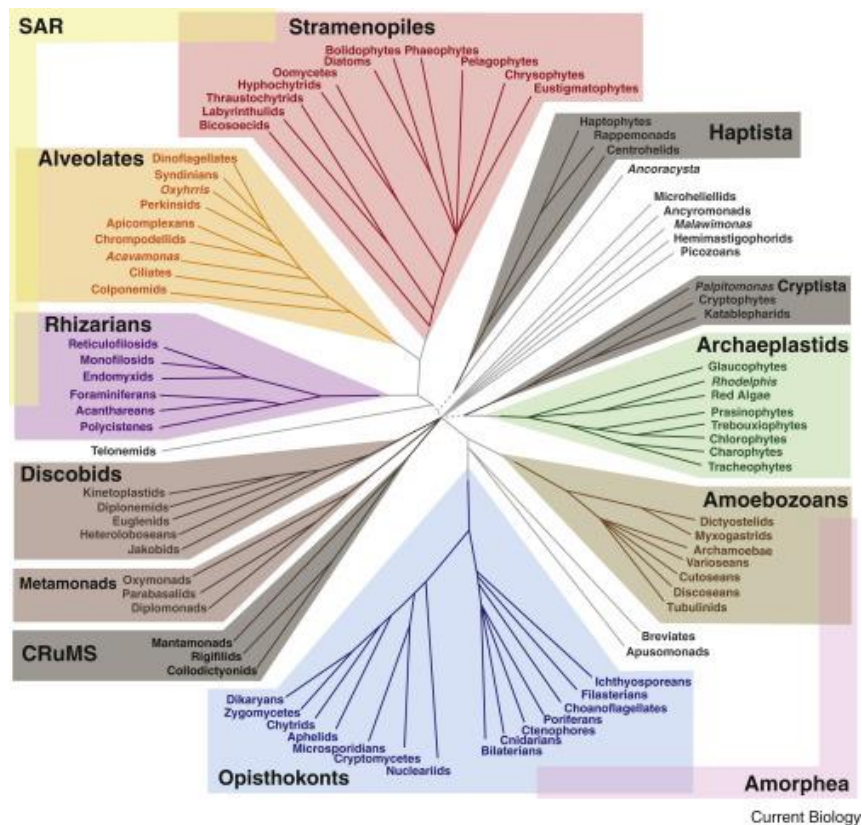 SAR
Stramenopiles
Bolidophytes Phaeophytes
Diatoms
Pelagophytes
Oomycetes
Chrysophytes
Hyphochytrids
Eustigmatophytes
Thraustochytrids
Labyrinthulids
Bicosoecids
Haptophytes
Rappemonads
Centrohelids
Haptista
Ancoracysta
Alveolates
Dinoflagellates
Syndinians
Oxyhrris
Perkinsids
Apicomplexans
Chrompodellids
Acavamonas
Ciliates
Colponemids
Microheliellids
Ancyromonads
Malawimonas
Hemimastigophorids
Picozoans
Palpitomonas Cryptista
Cryptophytes
Katablepharids
Rhizarians
Reticulofilosids
Monofilosids
Endomyxids
Foraminiferans
Acanthareans
Polycistenes
Telonemids
Archaeplastids
Glaucophytes
Rhodelphis
Red Algae
Prasinophytes
Trebouxiophytes
Chlorophytes
Charophytes
Tracheophytes
Discobids
Kinetoplastids
Diplonemids
Euglenids
Heteroloboseans
Jakobids
Amoebozoans
Dictyostelids
Myxogastrids
Archamoebae
Varioseans
Cutoseans
Discoseans
Tubulinids
Metamonads
Oxymonads
Parabasalids
Diplomonads
Breviates
Apusomonads
CRuMS
Mantamonads
Rigifilids
Collodictyonids
Ichthyosporeans
Filasterians
Choanoflagellates
Poriferans
Ctenophores
Cnidarians
Bilaterians
Dikaryans
Zygomycetes
Chytrids
Aphelids
Microsporidians
Cryptomycetes
Nucleariids
Opisthokonts
Amorphea
Current Biology